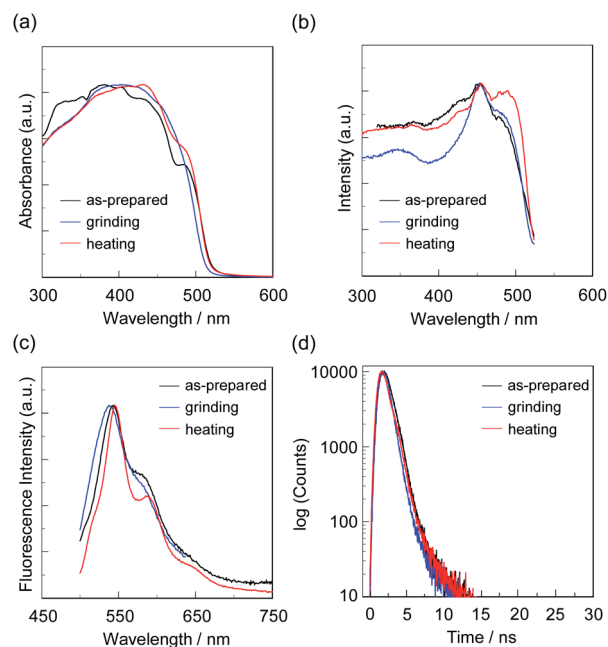 (a)
Absorbance (a.u.)
as-prepared
grinding
heating
300 400 500 600
Wavelength / nm
(b)
Intensity (a.u.)
as-prepared
grinding
heating
300 400 500 600
Wavelength / nm
(c)
Fluorescence Intensity (a.u.)
as-prepared
grinding
heating
450 550 650 750
Wavelength / nm
(d)
log (Counts)
10000
1000
100
10
as-prepared
grinding
heating
0 5 10 15 20 25 30
Time / ns